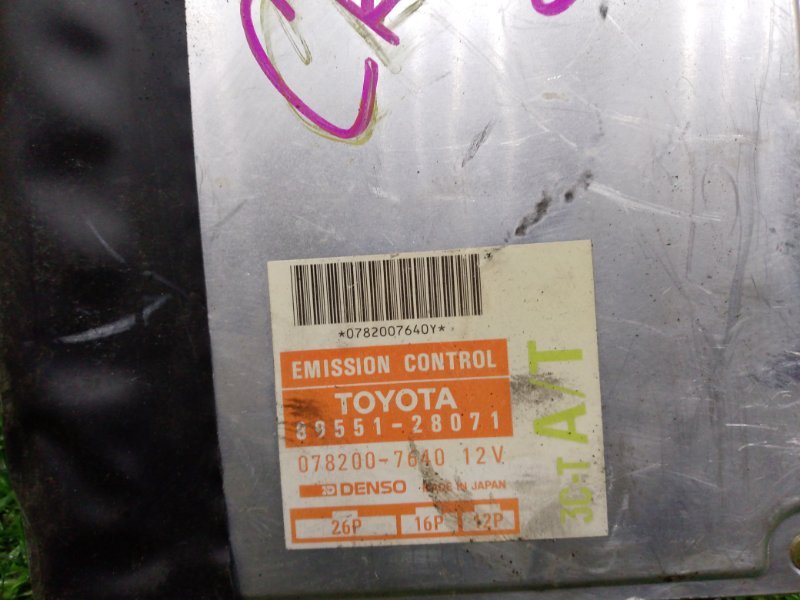 *0782007640Y*
EMISSION CONTROL
TOYOTA
89551-28071
078200-7640 12V
DENSO MADE IN JAPAN
26P 16P 12P
3C-T A/T